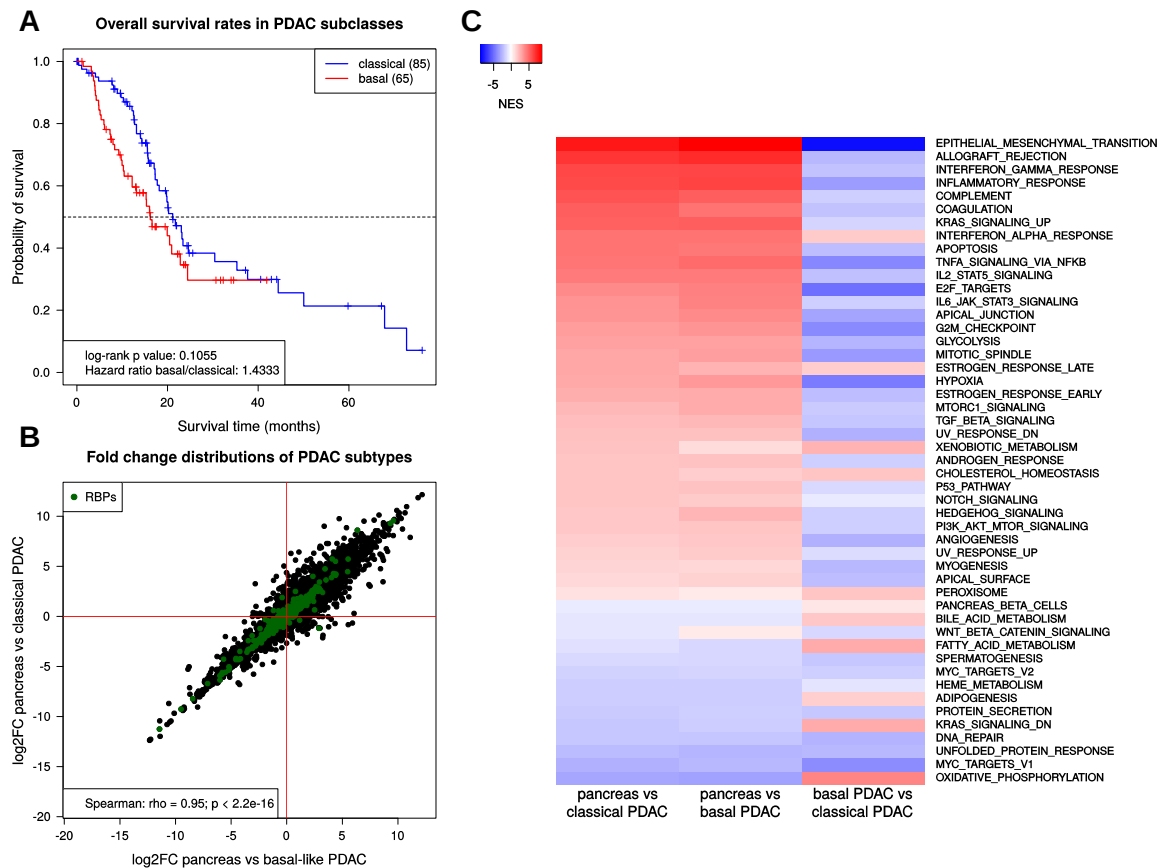 A
Overall survival rates in PDAC subclasses
classical (85)
basal (65)
1.0
0.8
0.6
0.4
0.2
0.0
Probability of survival
log-rank p value: 0.1055
Hazard ratio basal/classical: 1.4333
0
20
40
60
Survival time (months)
B
Fold change distributions of PDAC subtypes
RBPs
10
5
0
-5
-10
-15
-20
log2FC pancreas vs classical PDAC
Spearman: rho = 0.95; p < 2.2e-16
-20
-15
-10
-5
0
5
10
log2FC pancreas vs basal-like PDAC
C
-5
5
NES
EPITHELIAL_MESENCHYMAL_TRANSITION
ALLOGRAFT_REJECTION
INTERFERON_GAMMA_RESPONSE
INFLAMMATORY_RESPONSE
COMPLEMENT
COAGULATION
KRAS_SIGNALING_UP
INTERFERON_ALPHA_RESPONSE
APOPTOSIS
TNFA_SIGNALING_VIA_NFKB
IL2_STAT5_SIGNALING
E2F_TARGETS
IL6_JAK_STAT3_SIGNALING
APICAL_JUNCTION
G2M_CHECKPOINT
GLYCOLYSIS
MITOTIC_SPINDLE
ESTROGEN_RESPONSE_LATE
HYPOXIA
ESTROGEN_RESPONSE_EARLY
MTORC1_SIGNALING
TGF_BETA_SIGNALING
UV_RESPONSE_DN
XENOBIOTIC_METABOLISM
ANDROGEN_RESPONSE
CHOLESTEROL_HOMEOSTASIS
P53_PATHWAY
NOTCH_SIGNALING
HEDGEHOG_SIGNALING
PI3K_AKT_MTOR_SIGNALING
ANGIOGENESIS
UV_RESPONSE_UP
MYOGENESIS
APICAL_SURFACE
PEROXISOME
PANCREAS_BETA_CELLS
BILE_ACID_METABOLISM
WNT_BETA_CATENIN_SIGNALING
FATTY_ACID_METABOLISM
SPERMATOGENESIS
MYC_TARGETS_V2
HEME_METABOLISM
ADIPOGENESIS
PROTEIN_SECRETION
KRAS_SIGNALING_DN
DNA_REPAIR
UNFOLDED_PROTEIN_RESPONSE
MYC_TARGETS_V1
OXIDATIVE_PHOSPHORYLATION
pancreas vs
classical PDAC
pancreas vs
basal PDAC
basal PDAC vs
classical PDAC